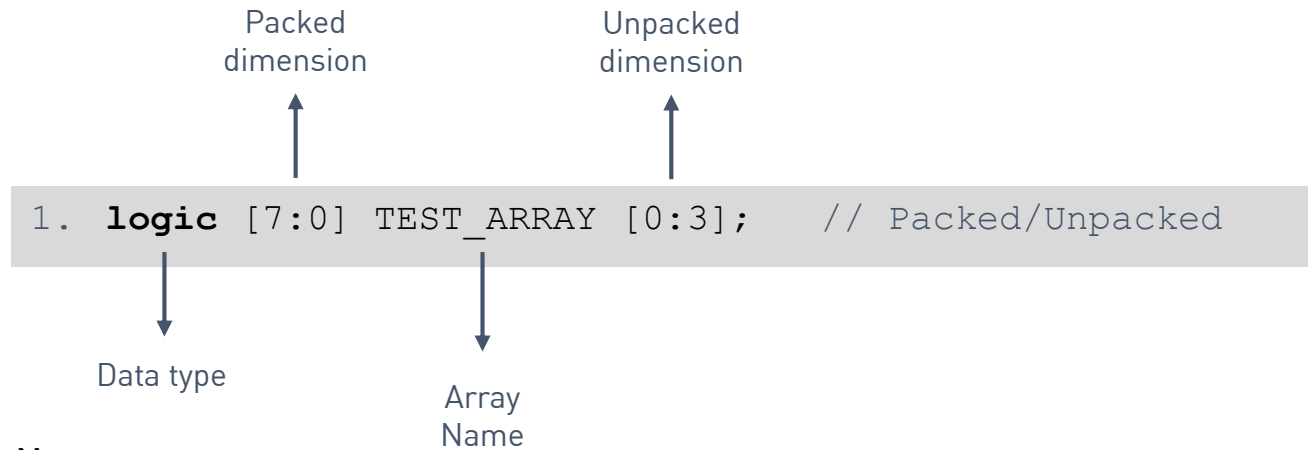 Packed
dimension
Unpacked
dimension
1. logic [7:0] TEST_ARRAY [0:3];   // Packed/Unpacked
Data type
Array
Name